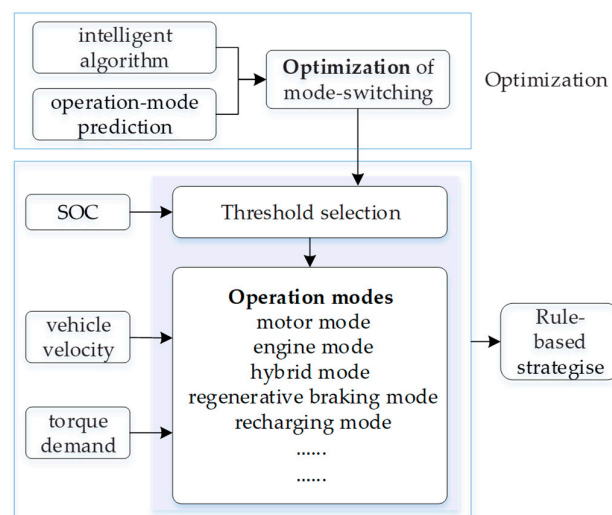 intelligent
algorithm
operation-mode
prediction
Optimization of
mode-switching
Optimization
SOC
Threshold selection
vehicle
velocity
torque
demand
Operation modes
motor mode
engine mode
hybrid mode
regenerative braking mode
recharging mode
......
......
Rule-
based
strategise